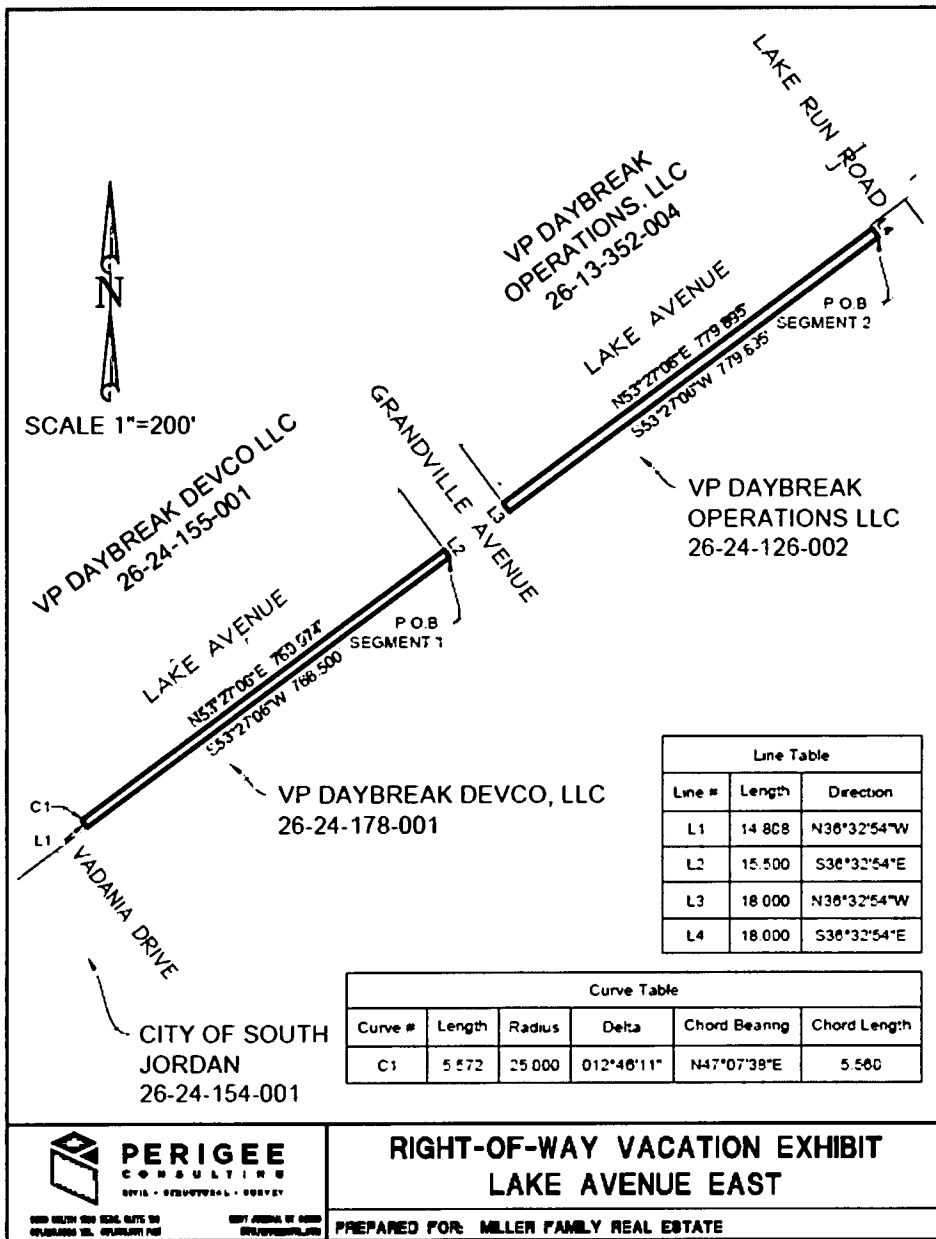 LAKE RUN ROAD
VP DAYBREAK
OPERATIONS, LLC
26-13-352-004
N
SCALE 1"=200'
LAKE AVENUE
P O.B
SEGMENT 2
L4
N53°27'06"E
S53°27'06"W
GRANDVILLE AVENUE
L3
VP DAYBREAK
OPERATIONS LLC
26-24-126-002
VP DAYBREAK DEVCO LLC
26-24-155-001
L2
LAKE AVENUE
P O.B
SEGMENT 1
N53°27'06"E
S53°27'06"W 768.500
VP DAYBREAK DEVCO, LLC
26-24-178-001
C1
L1
VADANIA DRIVE
CITY OF SOUTH
JORDAN
26-24-154-001
Line Table
Line # Length Direction
L1 14 808 N36°32'54"W
L2 15.500 S36°32'54"E
L3 18 000 N36°32'54"W
L4 18.000 S36°32'54"E
Curve Table
Curve # Length Radius Delta Chord Bearing Chord Length
C1 5 572 25 000 012°46'11" N47°07'39"E 5.560
PERIGEE
CONSULTING
CIVIL • STRUCTURAL • SURVEY
RIGHT-OF-WAY VACATION EXHIBIT
LAKE AVENUE EAST
PREPARED FOR: MILLER FAMILY REAL ESTATE